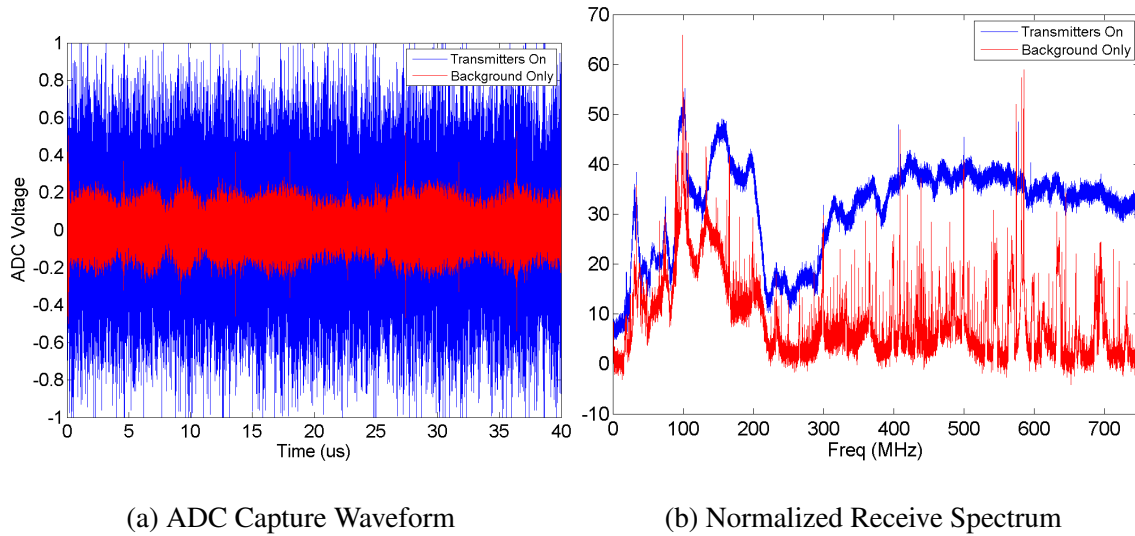 Transmitters On
Background Only
1
0.8
0.6
0.4
0.2
0
-0.2
-0.4
-0.6
-0.8
-1
ADC Voltage
0 5 10 15 20 25 30 35 40
Time (us)
(a) ADC Capture Waveform
Transmitters On
Background Only
70
60
50
40
30
20
10
0
-10
0 100 200 300 400 500 600 700
Freq (MHz)
(b) Normalized Receive Spectrum